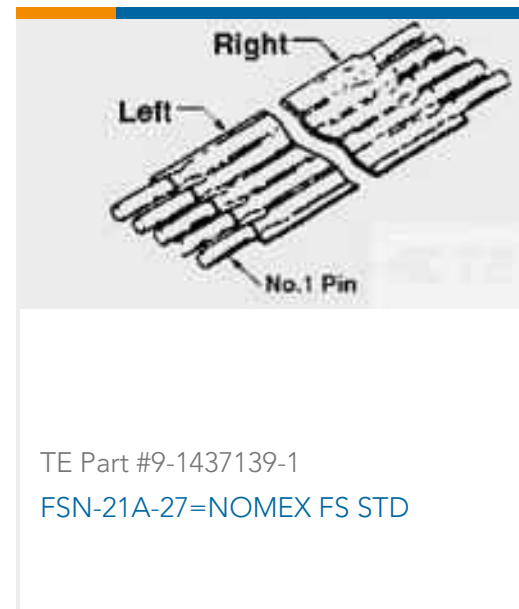 Right
Left
No.1 Pin
TE Part #9-1437139-1
FSN-21A-27=NOMEX FS STD